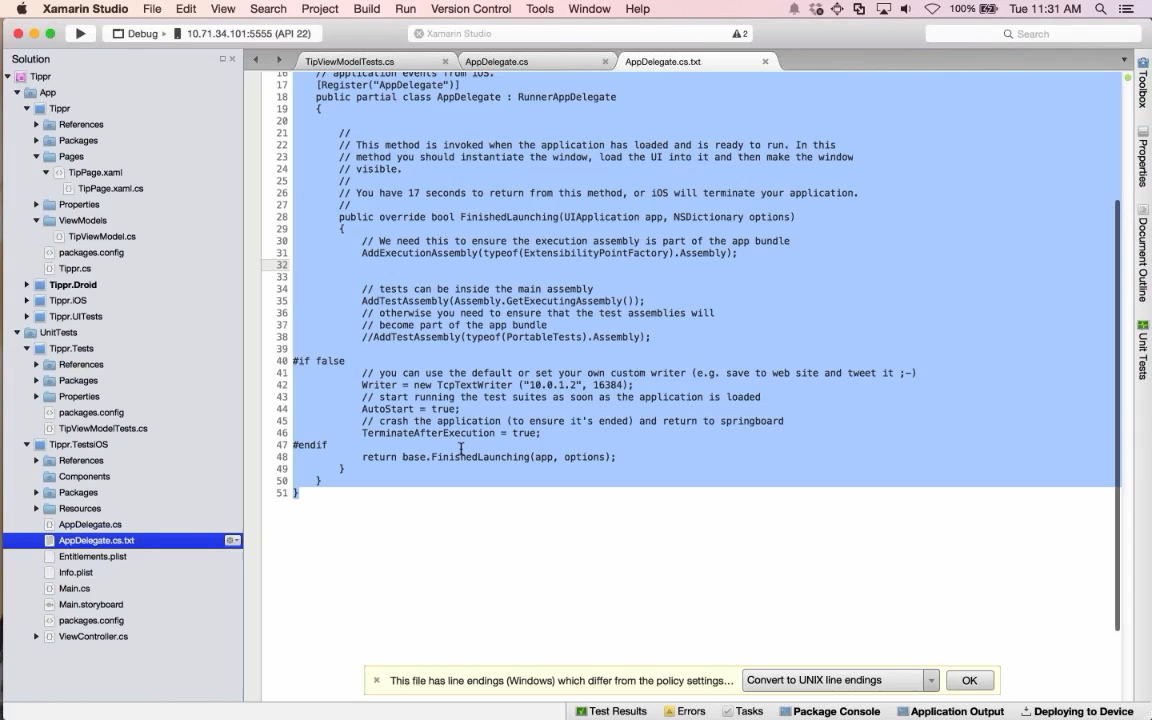 Xamarin Studio File Edit View Search Project Build Run Version Control Tools Window Help 100% Tue 11:31 AM
Debug 10.71.34.101:5555 (API 22) Xamarin Studio 2 Search
Solution
Tippr
App
Tippr
References
Packages
Pages
TipPage.xaml
TipPage.xaml.cs
Properties
ViewModels
TipViewModel.cs
packages.config
Tippr.cs
Tippr.Droid
Tippr.iOS
Tippr.UITests
UnitTests
Tippr.Tests
References
Packages
Properties
packages.config
TipViewModelTests.cs
Tippr.TestsiOS
References
Components
Packages
Resources
AppDelegate.cs
AppDelegate.cs.txt
Entitlements.plist
Info.plist
Main.cs
Main.storyboard
packages.config
ViewController.cs
TipViewModelTests.cs AppDelegate.cs AppDelegate.cs.txt
16 // application events from iOS.
17 [Register("AppDelegate")]
18 public partial class AppDelegate : RunnerAppDelegate
19 {
20
21 //
22 // This method is invoked when the application has loaded and is ready to run. In this
23 // method you should instantiate the window, load the UI into it and then make the window
24 // visible.
25 //
26 // You have 17 seconds to return from this method, or iOS will terminate your application.
27 //
28 public override bool FinishedLaunching(UIApplication app, NSDictionary options)
29 {
30 // We need this to ensure the execution assembly is part of the app bundle
31 AddExecutionAssembly(typeof(ExtensibilityPointFactory).Assembly);
32
33
34 // tests can be inside the main assembly
35 AddTestAssembly(Assembly.GetExecutingAssembly());
36 // otherwise you need to ensure that the test assemblies will
37 // become part of the app bundle
38 //AddTestAssembly(typeof(PortableTests).Assembly);
39
40 #if false
41 // you can use the default or set your own custom writer (e.g. save to web site and tweet it ;-)
42 Writer = new TcpTextWriter ("10.0.1.2", 16384);
43 // start running the test suites as soon as the application is loaded
44 AutoStart = true;
45 // crash the application (to ensure it's ended) and return to springboard
46 TerminateAfterExecution = true;
47 #endif
48 return base.FinishedLaunching(app, options);
49 }
50 }
51 }
Toolbox
Properties
Document Outline
Unit Tests
This file has line endings (Windows) which differ from the policy settings... Convert to UNIX line endings OK
Test Results Errors Tasks Package Console Application Output Deploying to Device